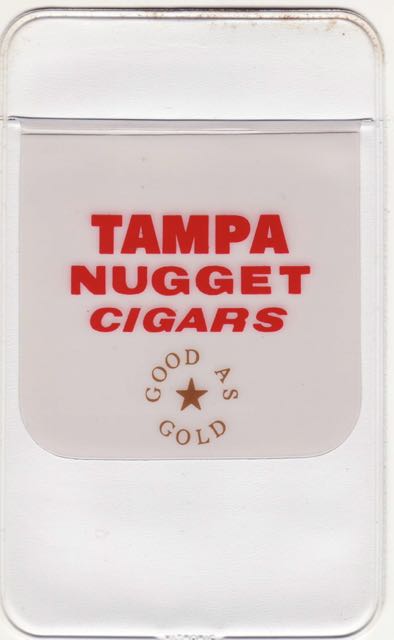 TAMPA
NUGGET
CIGARS
GOOD AS
GOLD